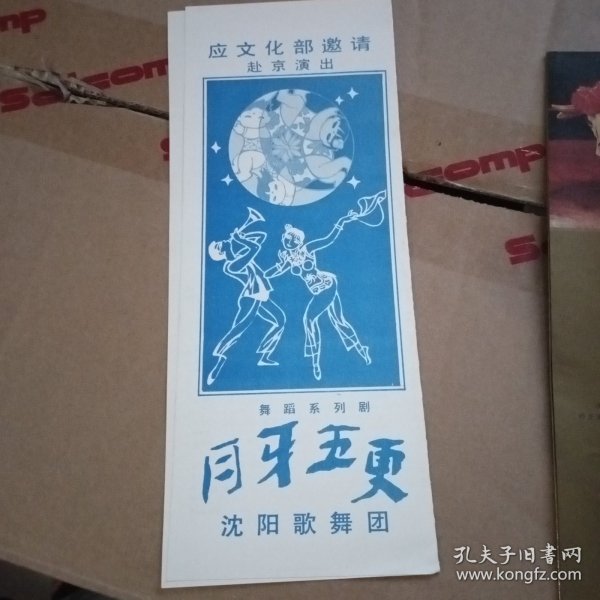 应文化部邀请
赴京演出
舞蹈系列剧
月牙五更
沈阳歌舞团
孔夫子旧书网
www.kongfz.com